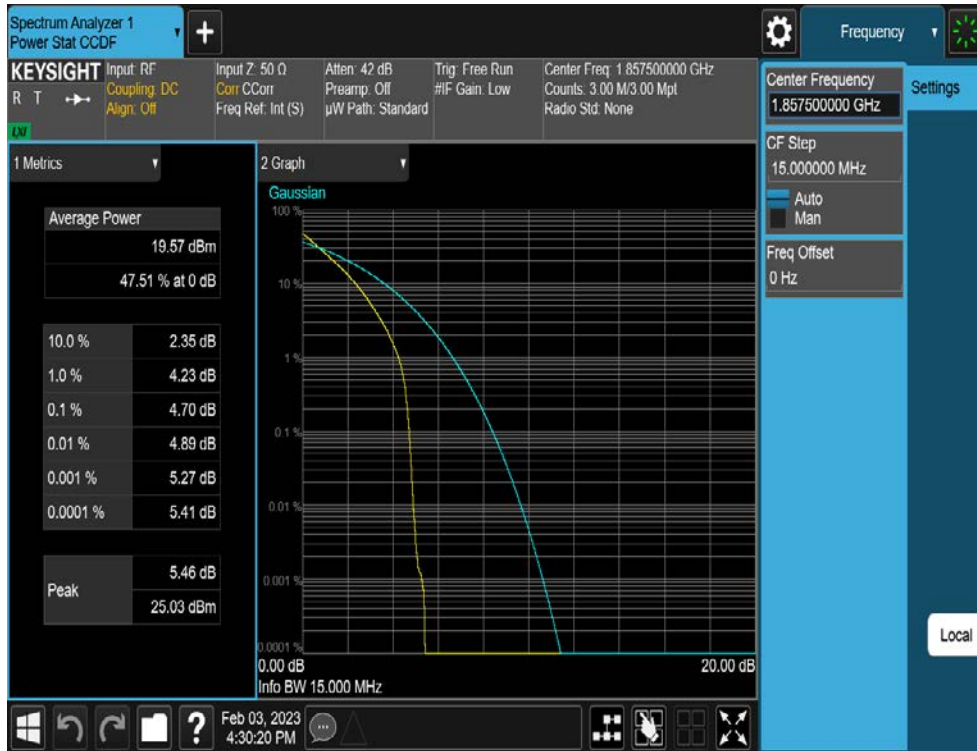 Spectrum Analyzer 1
Power Stat CCDF
+
Frequency
KEYSIGHT
R T
LXI
Input: RF
Coupling: DC
Align: Off
Input Z: 50 Ω
Corr CCorr
Freq Ref: Int (S)
Atten: 42 dB
Preamp: Off
µW Path: Standard
Trig: Free Run
#IF Gain: Low
Center Freq: 1.857500000 GHz
Counts: 3.00 M/3.00 Mpt
Radio Std: None
Center Frequency
1.857500000 GHz
Settings
CF Step
15.000000 MHz
Auto
Man
Freq Offset
0 Hz
1 Metrics
Average Power
19.57 dBm
47.51 % at 0 dB
10.0 % 2.35 dB
1.0 % 4.23 dB
0.1 % 4.70 dB
0.01 % 4.89 dB
0.001 % 5.27 dB
0.0001 % 5.41 dB
Peak
5.46 dB
25.03 dBm
2 Graph
Gaussian
100 %
10 %
1 %
0.1 %
0.01 %
0.001 %
0.0001 %
0.00 dB 20.00 dB
Info BW 15.000 MHz
Local
?
Feb 03, 2023
4:30:20 PM